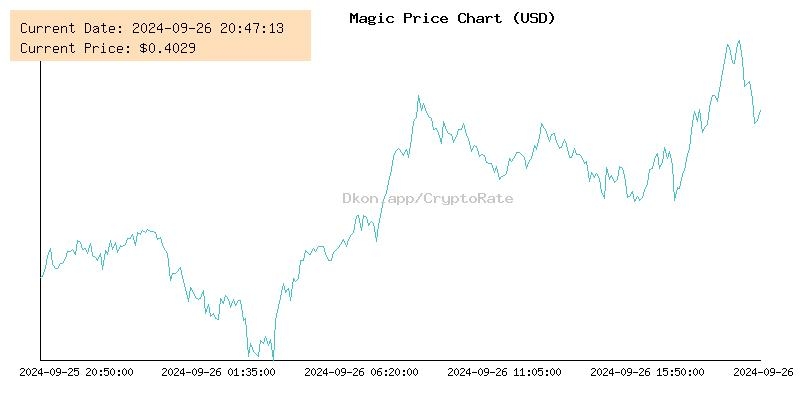 Magic Price Chart (USD)
Current Date: 2024-09-26 20:47:13
Current Price: $0.4029
Dkon.app/CryptoRate
2024-09-25 20:50:00 2024-09-26 01:35:00 2024-09-26 06:20:00 2024-09-26 11:05:00 2024-09-26 15:50:00 2024-09-26